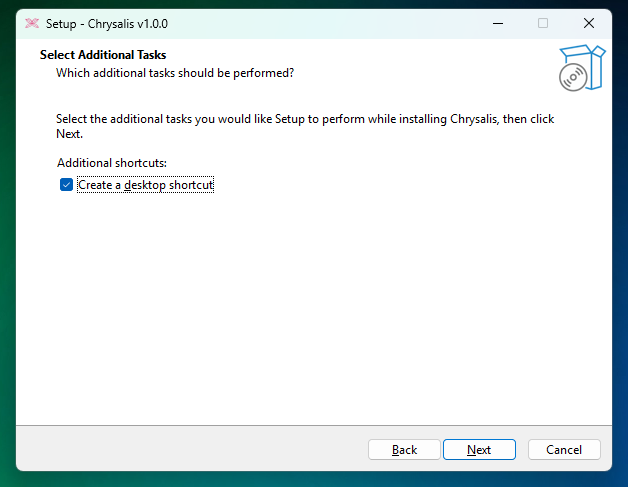 Setup - Chrysalis v1.0.0
Select Additional Tasks
Which additional tasks should be performed?
Select the additional tasks you would like Setup to perform while installing Chrysalis, then click
Next.
Additional shortcuts:
Create a desktop shortcut
Back
Next
Cancel